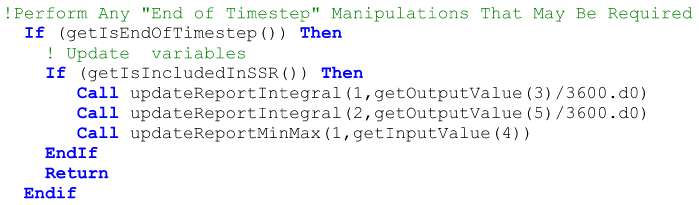 !Perform Any "End of Timestep" Manipulations That May Be Required
If (getIsEndOfTimestep()) Then
! Update  variables
If (getIsIncludedInSSR()) Then
Call updateReportIntegral(1,getOutputValue(3)/3600.d0)
Call updateReportIntegral(2,getOutputValue(5)/3600.d0)
Call updateReportMinMax(1,getInputValue(4))
EndIf
Return
Endif